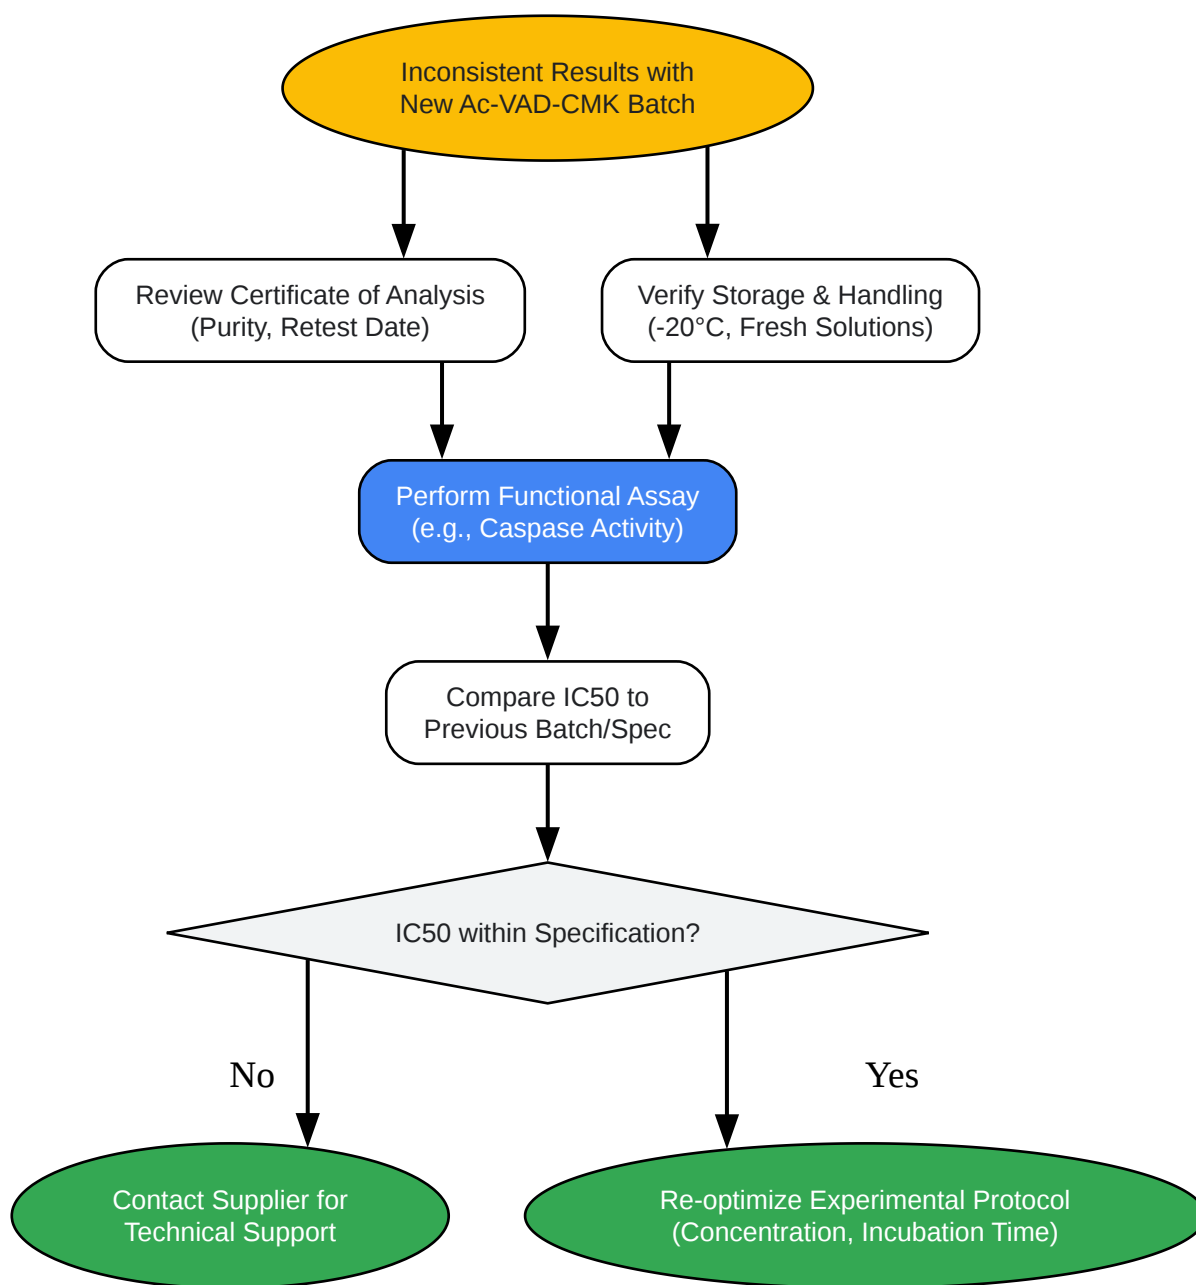 Inconsistent Results with
New Ac-VAD-CMK Batch
Review Certificate of Analysis
(Purity, Retest Date)
Verify Storage & Handling
(-20°C, Fresh Solutions)
Perform Functional Assay
(e.g., Caspase Activity)
Compare IC50 to
Previous Batch/Spec
IC50 within Specification?
No
Yes
Contact Supplier for
Technical Support
Re-optimize Experimental Protocol
(Concentration, Incubation Time)